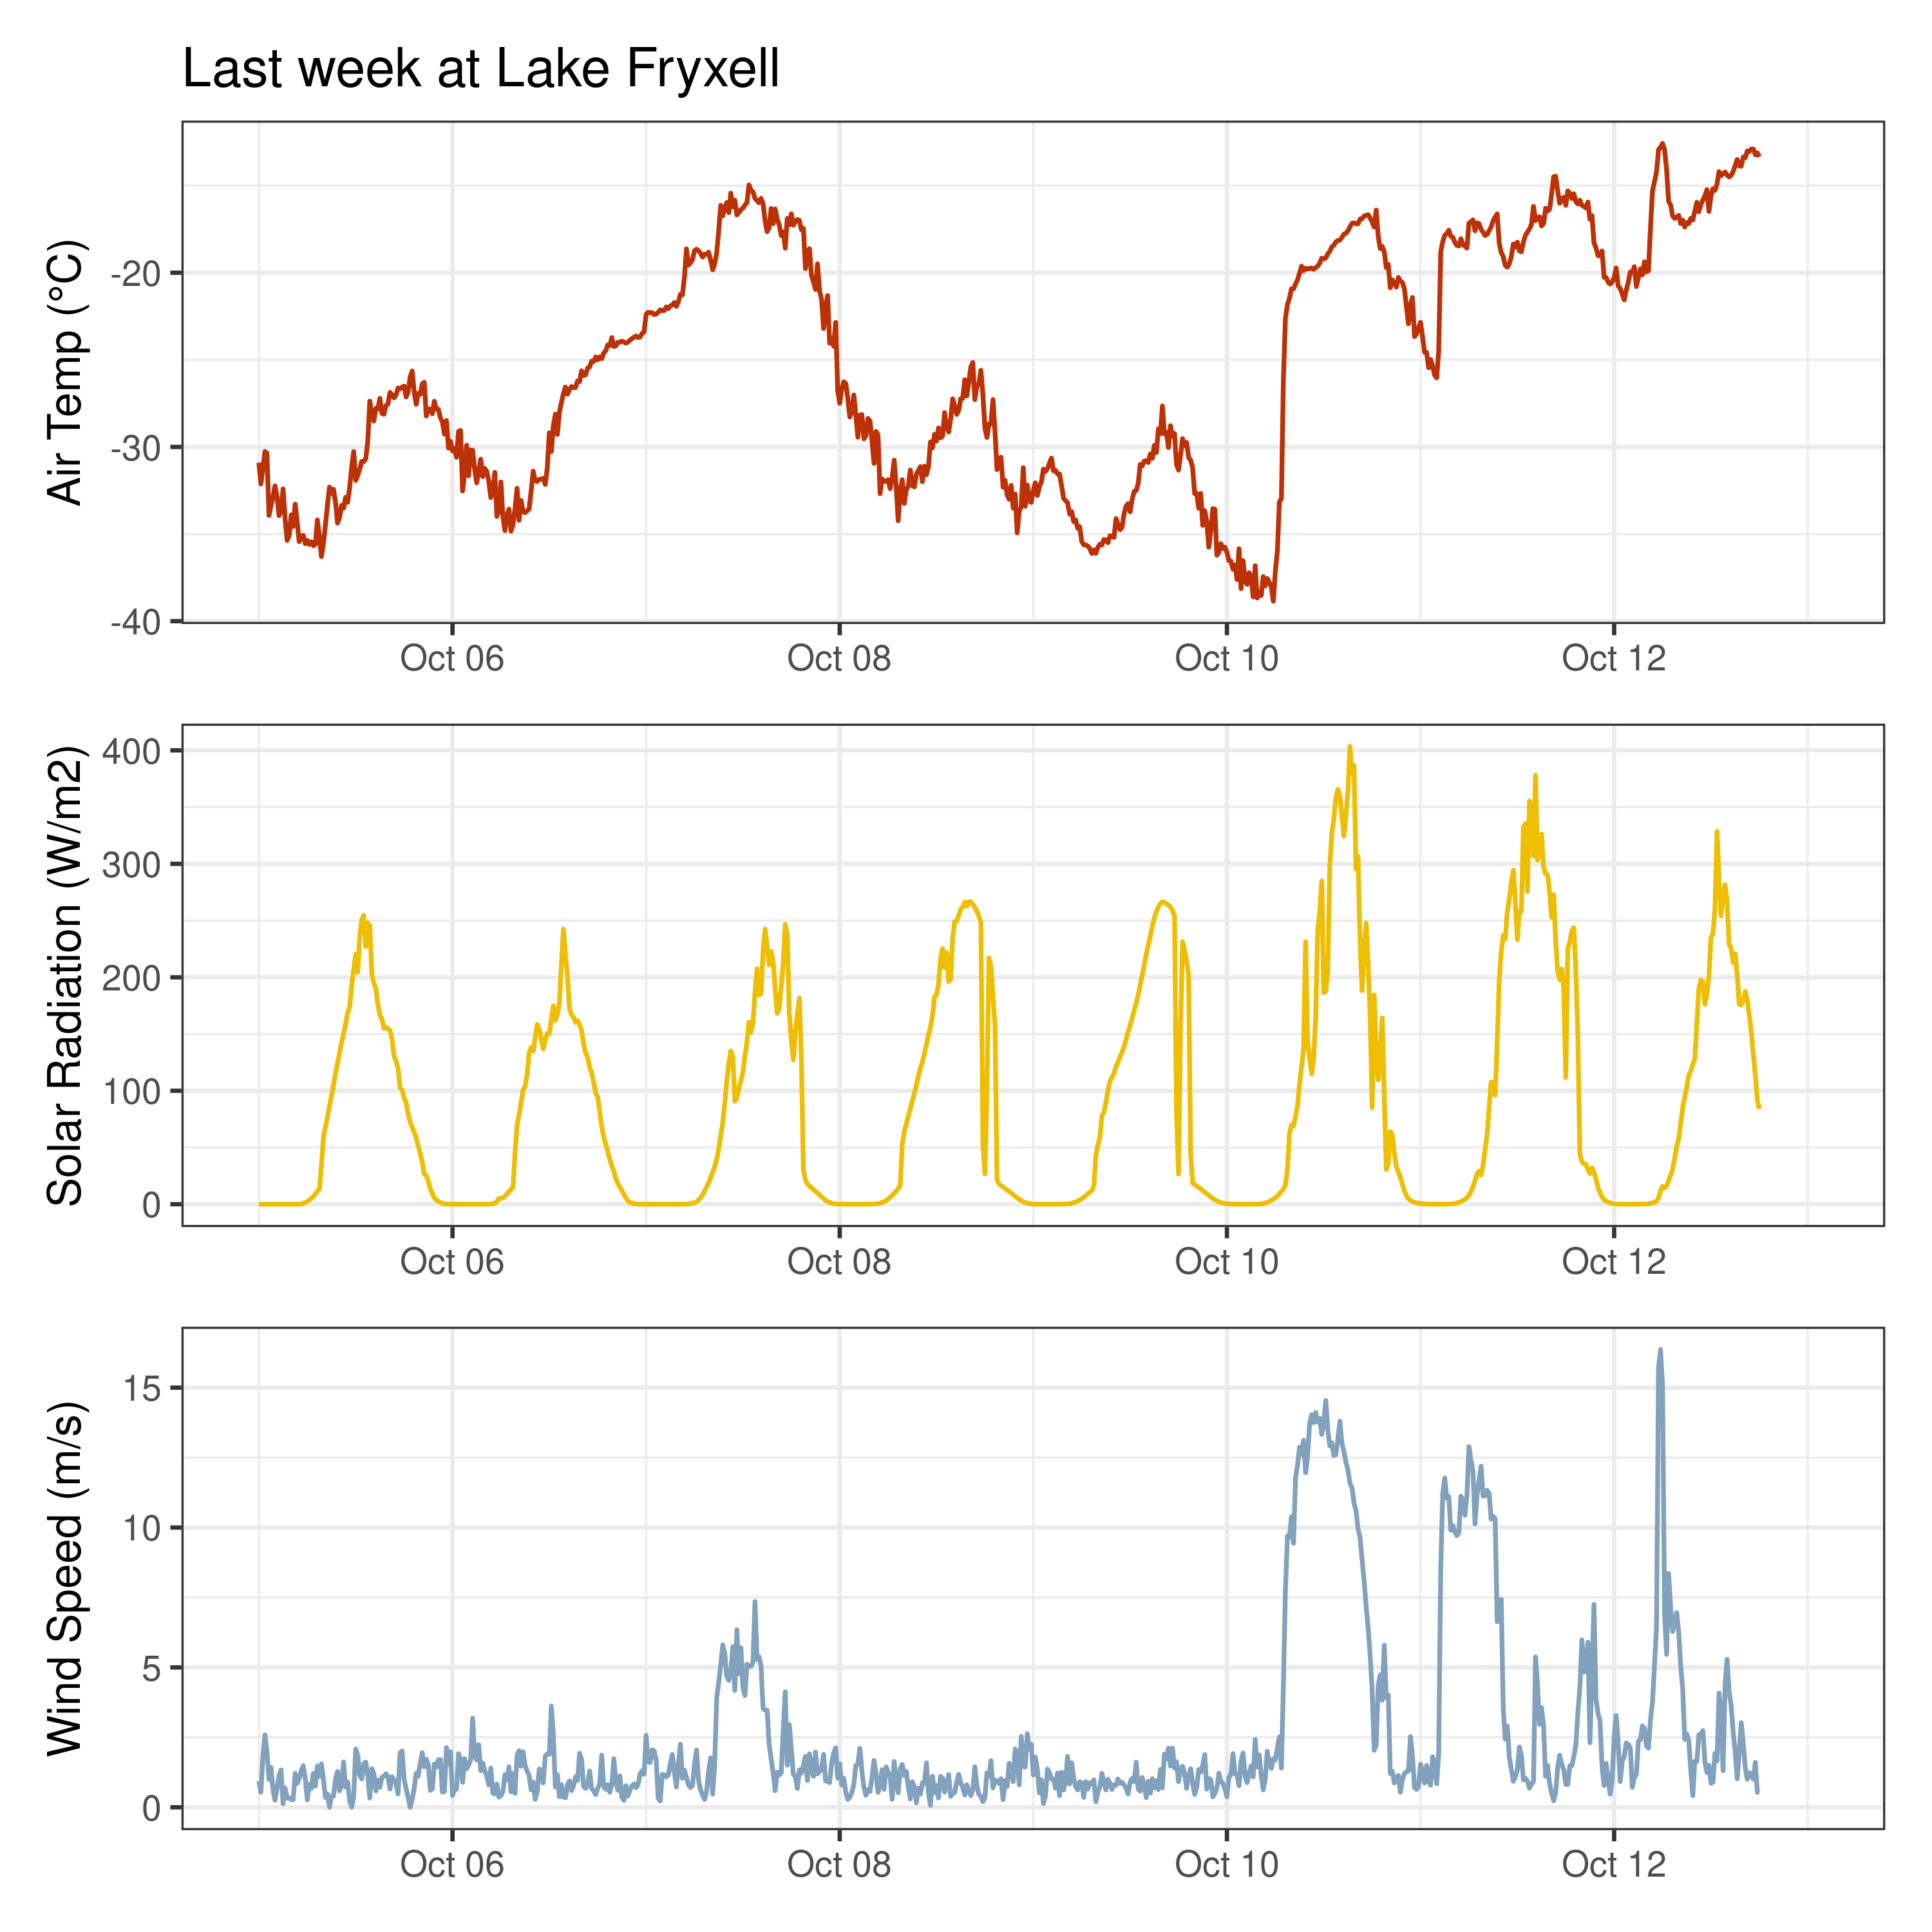 Last week at Lake Fryxell
Air Temp (°C)
-20
-30
-40
Oct 06 Oct 08 Oct 10 Oct 12
Solar Radiation (W/m2)
400
300
200
100
0
Oct 06 Oct 08 Oct 10 Oct 12
Wind Speed (m/s)
15
10
5
0
Oct 06 Oct 08 Oct 10 Oct 12